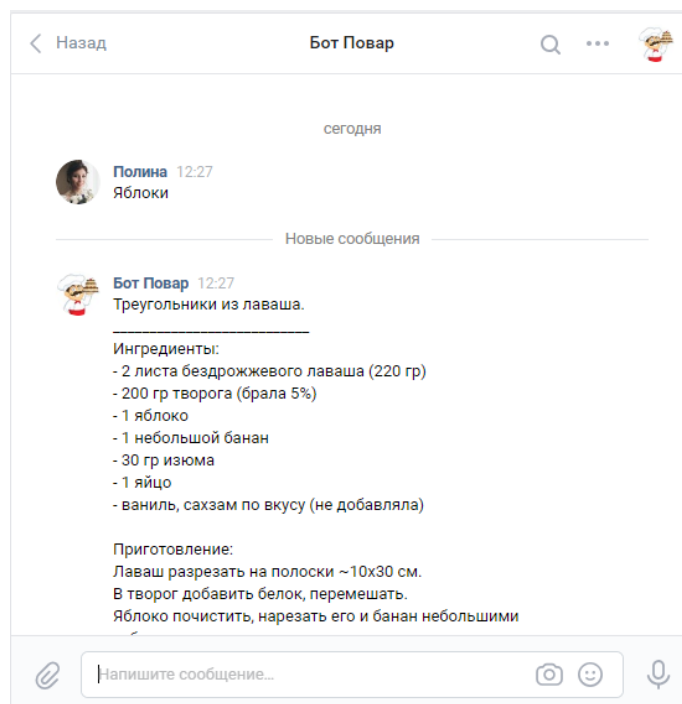 Назад
Бот Повар
сегодня
Полина 12:27
Яблоки
Новые сообщения
Бот Повар 12:27
Треугольники из лаваша.
___________________________
Ингредиенты:
- 2 листа бездрожжевого лаваша (220 гр)
- 200 гр творога (брала 5%)
- 1 яблоко
- 1 небольшой банан
- 30 гр изюма
- 1 яйцо
- ваниль, сахзам по вкусу (не добавляла)
Приготовление:
Лаваш разрезать на полоски ~10х30 см.
В творог добавить белок, перемешать.
Яблоко почистить, нарезать его и банан небольшими
Напишите сообщение...